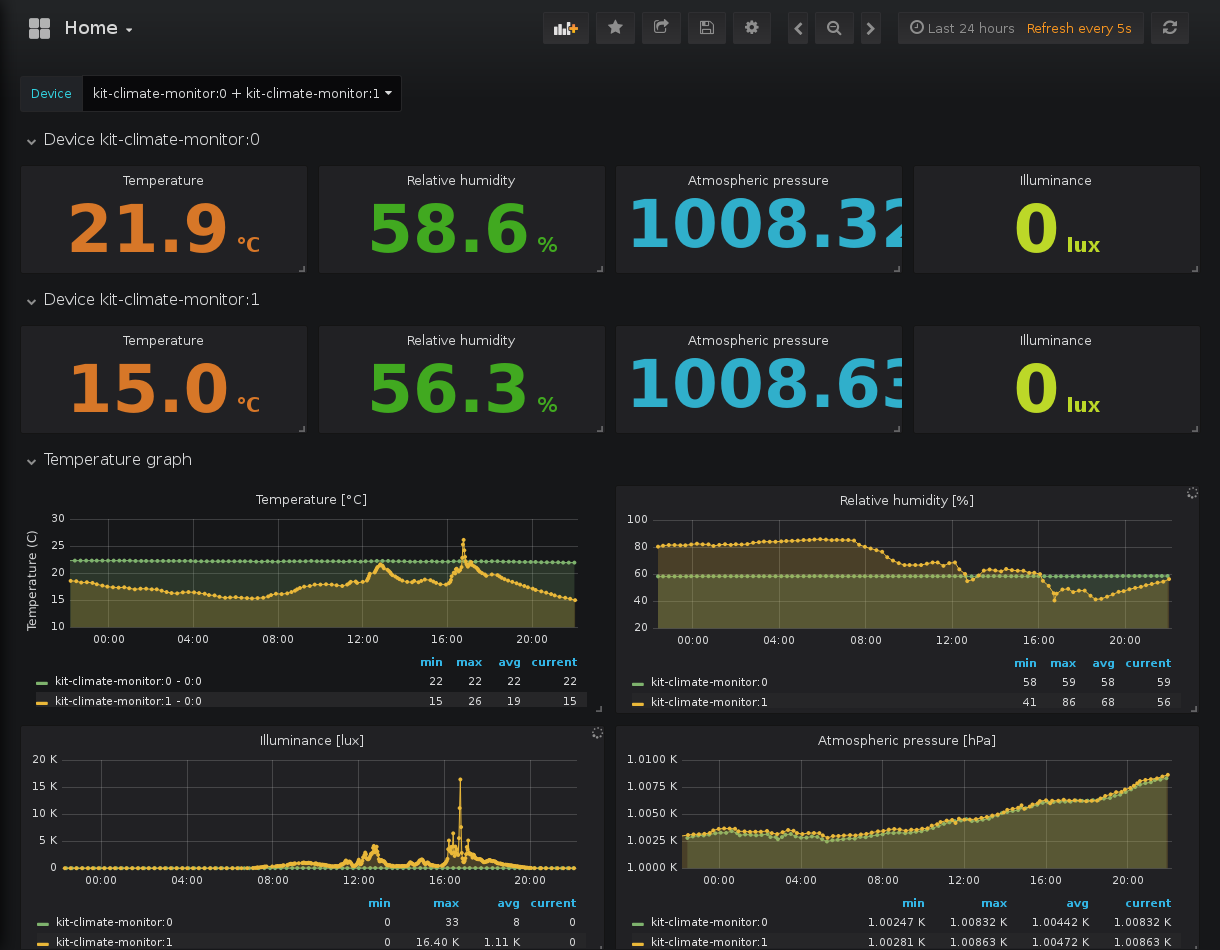 Home
Last 24 hours Refresh every 5s
Device kit-climate-monitor:0 + kit-climate-monitor:1
Device kit-climate-monitor:0
Temperature Relative humidity Atmospheric pressure Illuminance
21.9 °C 58.6 % 1008.32 0 lux
Device kit-climate-monitor:1
Temperature Relative humidity Atmospheric pressure Illuminance
15.0 °C 56.3 % 1008.63 0 lux
Temperature graph
Temperature [°C]
Temperature (C)
30
25
20
15
10
00:00 04:00 08:00 12:00 16:00 20:00
min max avg current
kit-climate-monitor:0 - 0:0 22 22 22 22
kit-climate-monitor:1 - 0:0 15 26 19 15
Relative humidity [%]
100
80
60
40
20
00:00 04:00 08:00 12:00 16:00 20:00
min max avg current
kit-climate-monitor:0 58 59 58 59
kit-climate-monitor:1 41 86 68 56
Illuminance [lux]
20 K
15 K
10 K
5 K
0
00:00 04:00 08:00 12:00 16:00 20:00
min max avg current
kit-climate-monitor:0 0 33 8 0
kit-climate-monitor:1 0 16.40 K 1.11 K 0
Atmospheric pressure [hPa]
1.0100 K
1.0075 K
1.0050 K
1.0025 K
1.0000 K
00:00 04:00 08:00 12:00 16:00 20:00
min max avg current
kit-climate-monitor:0 1.00247 K 1.00832 K 1.00442 K 1.00832 K
kit-climate-monitor:1 1.00281 K 1.00863 K 1.00472 K 1.00863 K